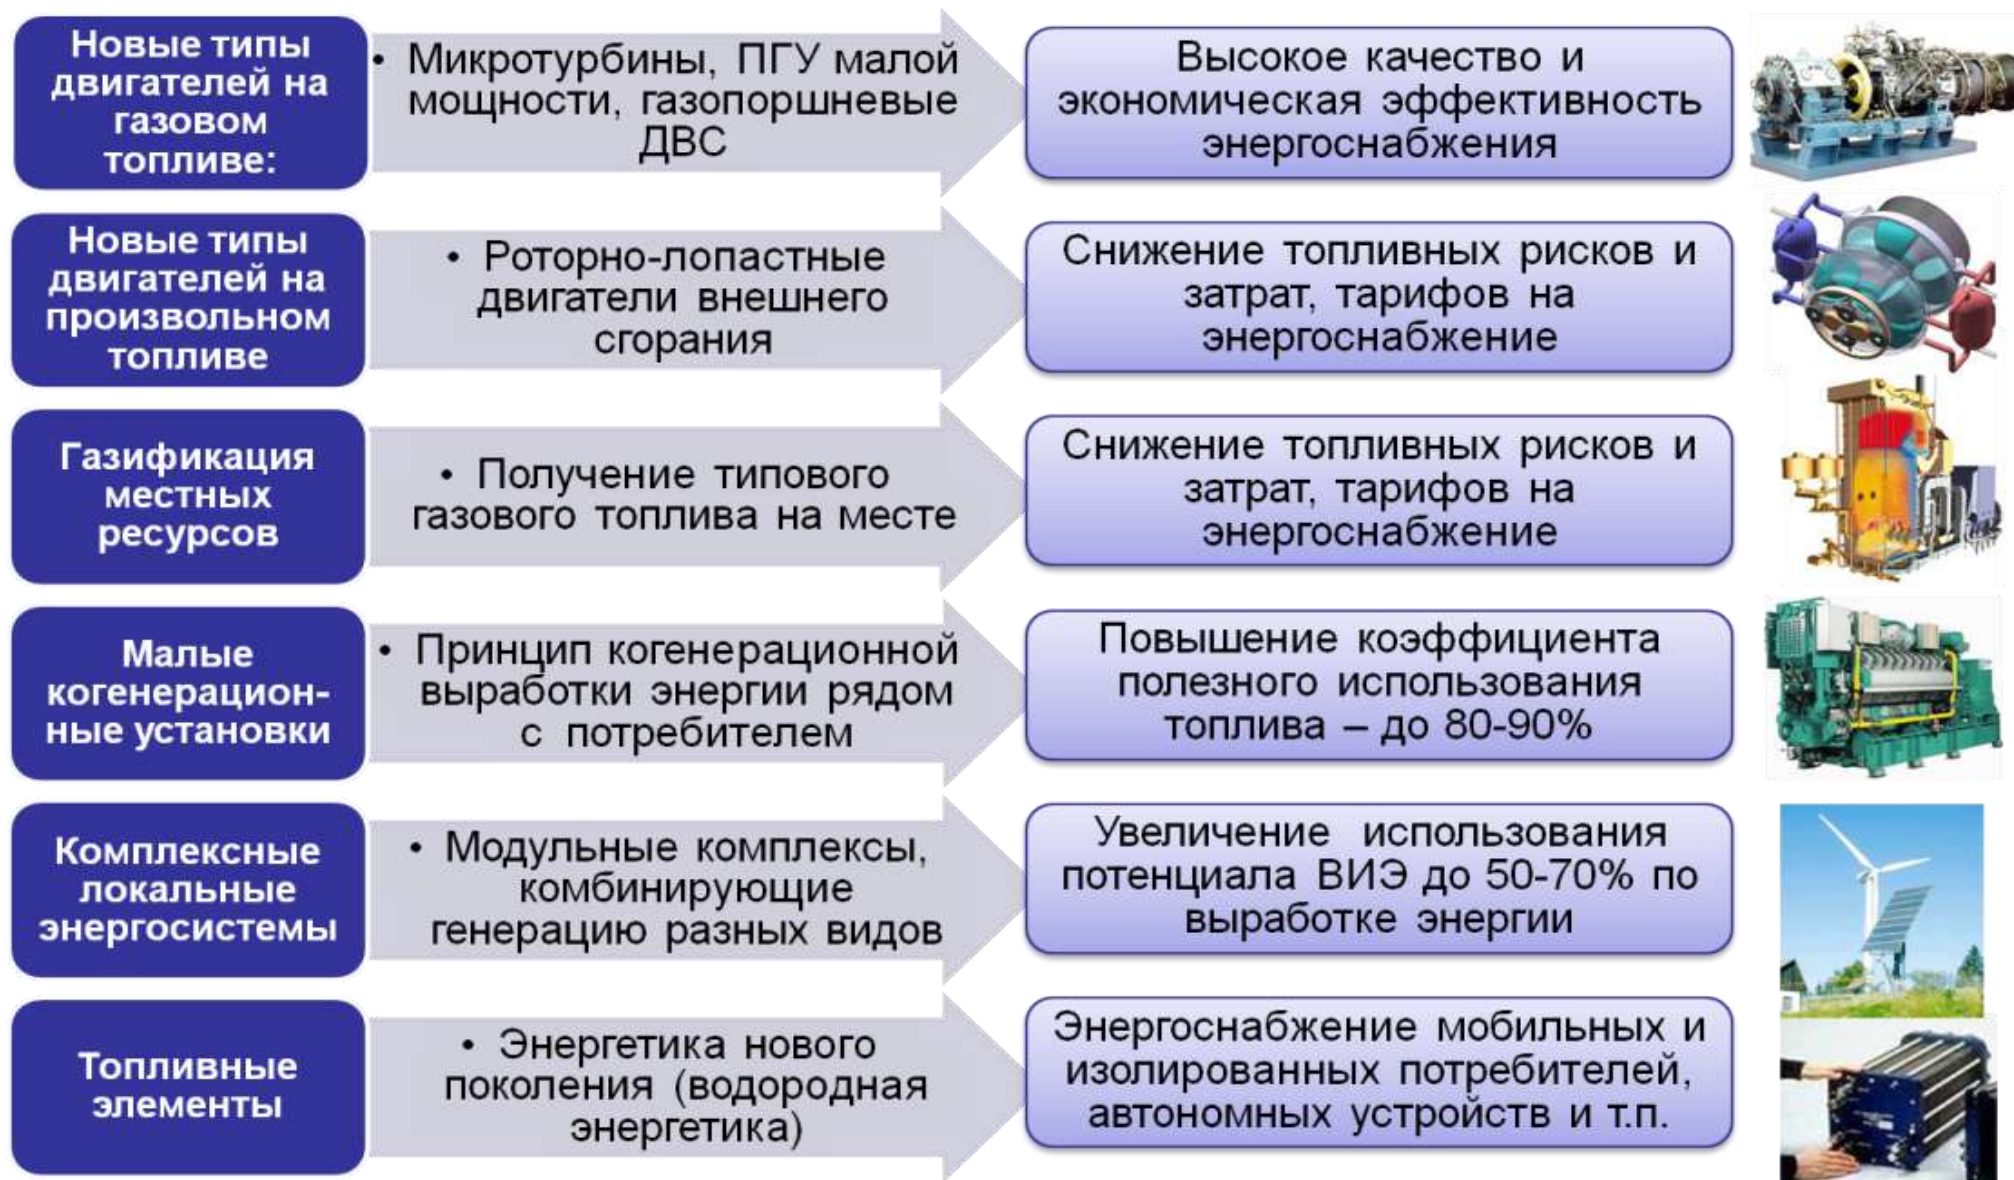 Новые типы
двигателей на
газовом
топливе:
• Микротурбины, ПГУ малой
мощности, газопоршневые
ДВС
Высокое качество и
экономическая эффективность
энергоснабжения
Новые типы
двигателей на
произвольном
топливе
• Роторно-лопастные
двигатели внешнего
сгорания
Снижение топливных рисков и
затрат, тарифов на
энергоснабжение
Газификация
местных
ресурсов
• Получение типового
газового топлива на месте
Снижение топливных рисков и
затрат, тарифов на
энергоснабжение
Малые
когенерацион-
ные установки
• Принцип когенерационной
выработки энергии рядом
с потребителем
Повышение коэффициента
полезного использования
топлива – до 80-90%
Комплексные
локальные
энергосистемы
• Модульные комплексы,
комбинирующие
генерацию разных видов
Увеличение использования
потенциала ВИЭ до 50-70% по
выработке энергии
Топливные
элементы
• Энергетика нового
поколения (водородная
энергетика)
Энергоснабжение мобильных и
изолированных потребителей,
автономных устройств и т.п.